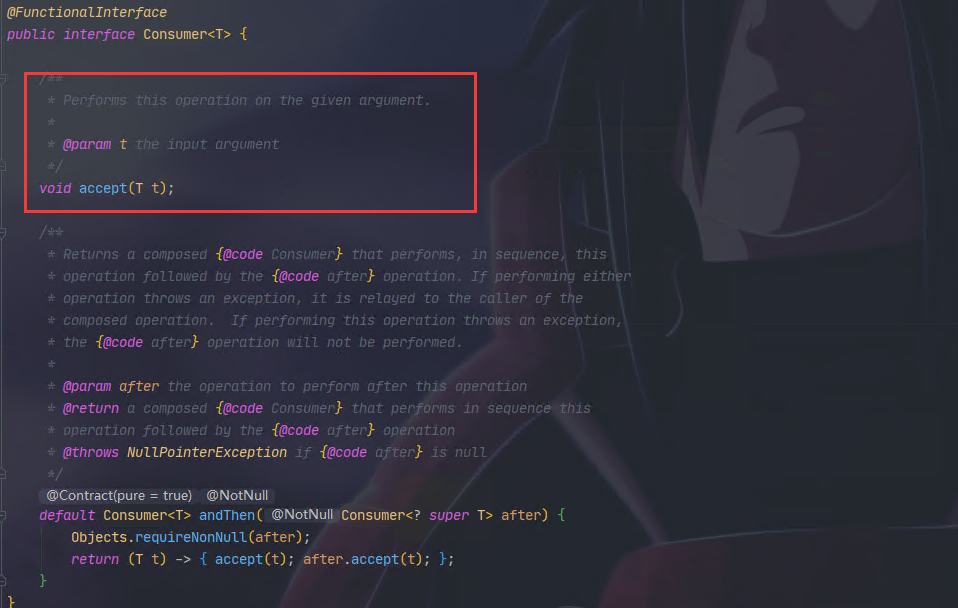 @FunctionalInterface
public interface Consumer<T> {
/**
* Performs this operation on the given argument.
*
* @param t the input argument
*/
void accept(T t);
/**
* Returns a composed {@code Consumer} that performs, in sequence, this
* operation followed by the {@code after} operation. If performing either
* operation throws an exception, it is relayed to the caller of the
* composed operation.  If performing this operation throws an exception,
* the {@code after} operation will not be performed.
*
* @param after the operation to perform after this operation
* @return a composed {@code Consumer} that performs in sequence this
* operation followed by the {@code after} operation
* @throws NullPointerException if {@code after} is null
*/
@Contract(pure = true) @NotNull
default Consumer<T> andThen( @NotNull Consumer<? super T> after) {
Objects.requireNonNull(after);
return (T t) -> { accept(t); after.accept(t); };
}
}